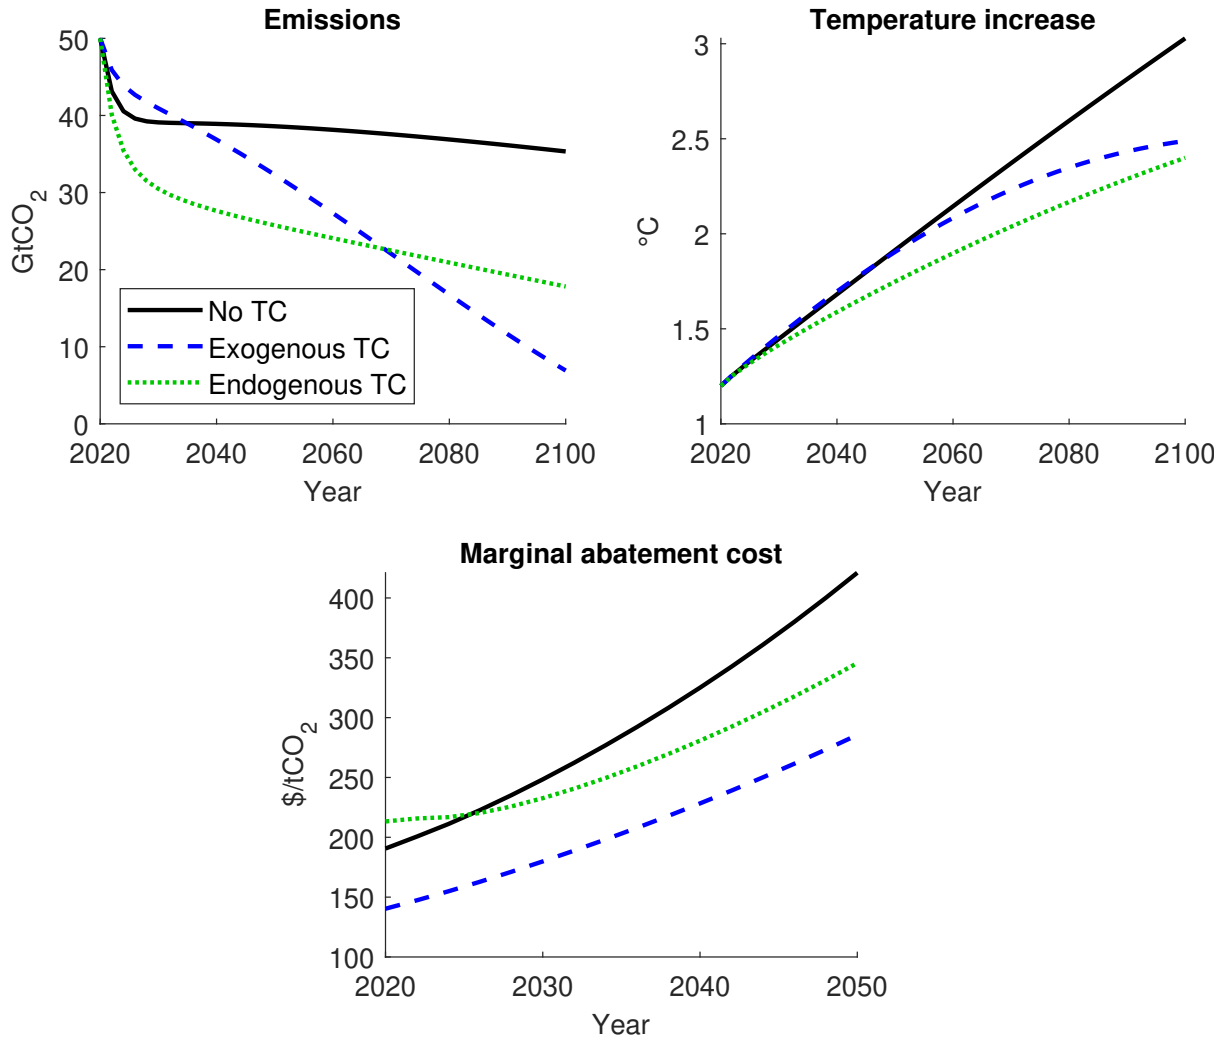 Emissions
50
40
30
20
10
0
GtCO2
No TC
Exogenous TC
Endogenous TC
2020 2040 2060 2080 2100
Year
Temperature increase
3
2.5
2
1.5
1
°C
2020 2040 2060 2080 2100
Year
Marginal abatement cost
400
350
300
250
200
150
100
$/tCO2
2020 2030 2040 2050
Year